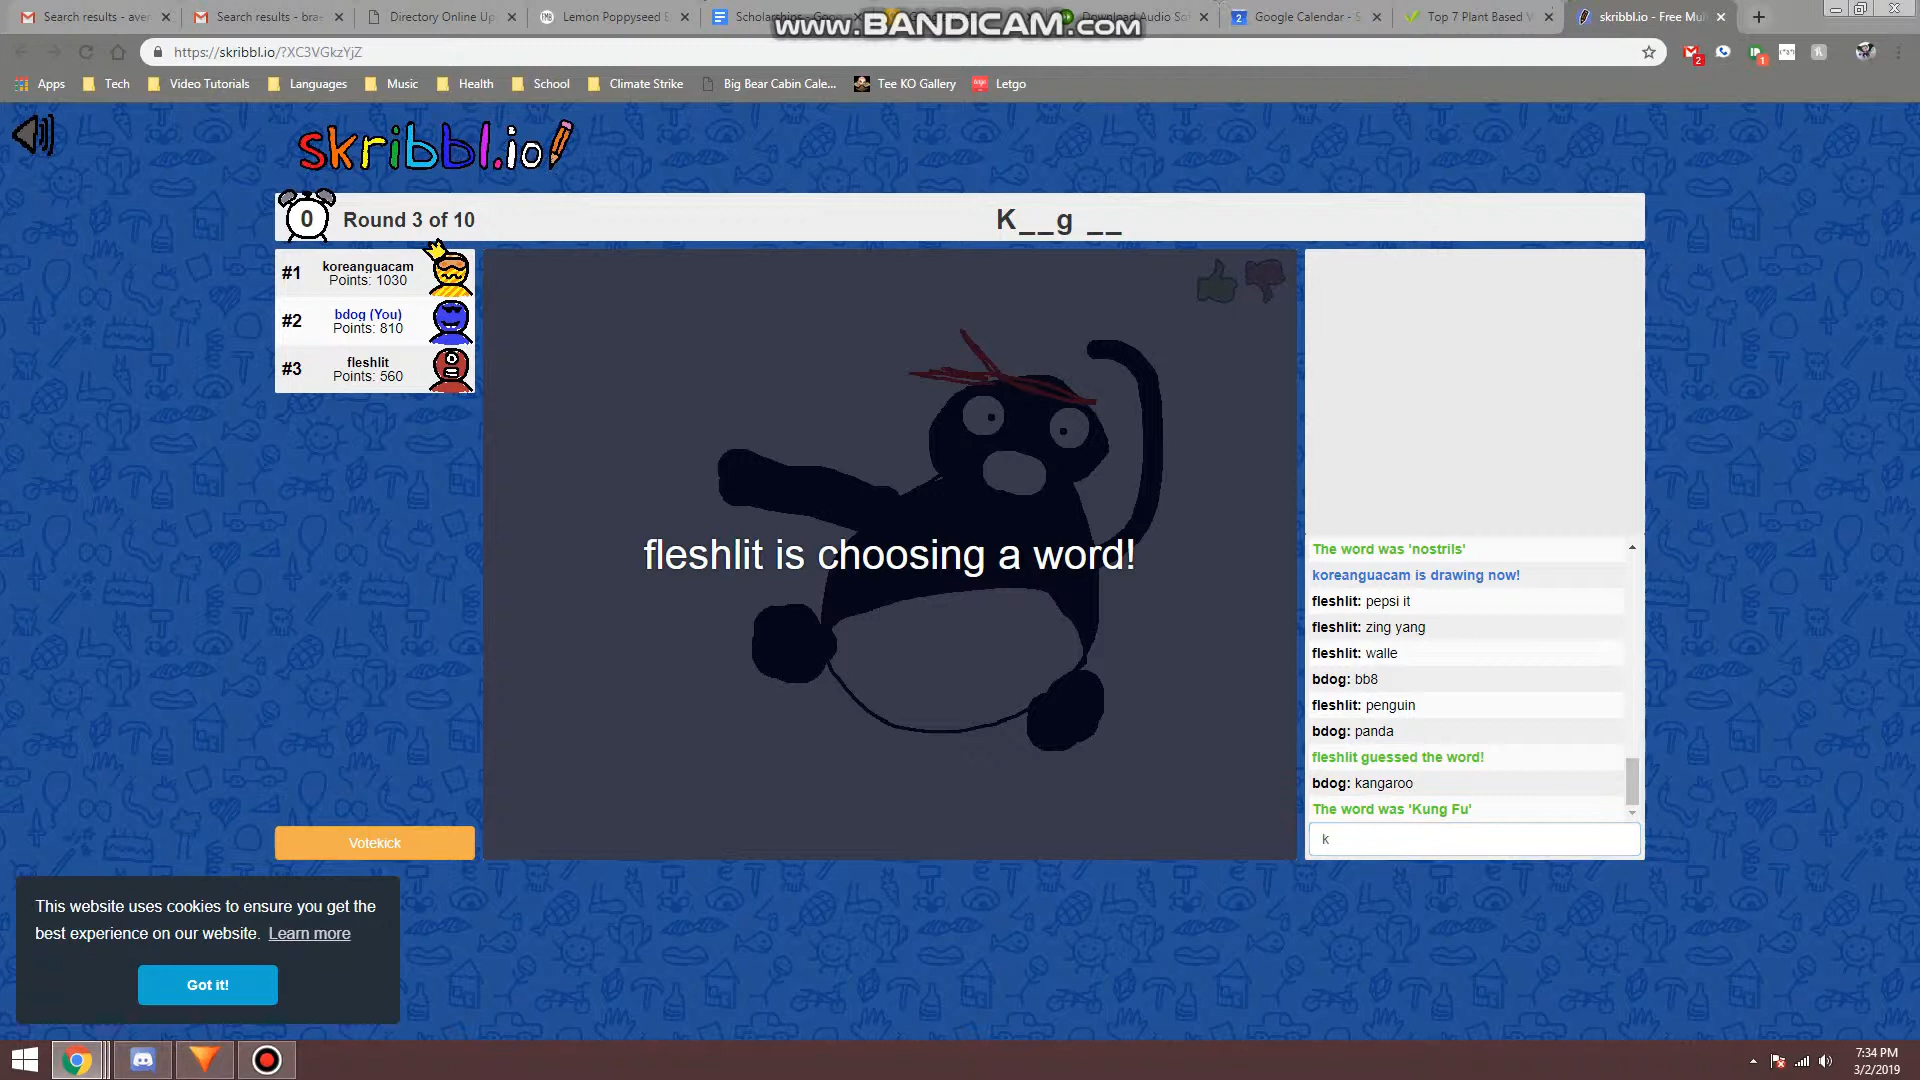 Search results - aver
Search results - brae
Directory Online Up
Lemon Poppyseed B
Scholarships - Goog
Download Audio So
Google Calendar - S
Top 7 Plant Based V
skribbl.io - Free Mul
www.BANDICAM.com
https://skribbl.io/?XC3VGkzYjZ
2
1
Apps
Tech
Video Tutorials
Languages
Music
Health
School
Climate Strike
Big Bear Cabin Cale...
Tee KO Gallery
letgo
Letgo
skribbl.io
0
Round 3 of 10
K__g __
#1
koreanguacam
Points: 1030
#2
bdog (You)
Points: 810
#3
fleshlit
Points: 560
fleshlit is choosing a word!
The word was 'nostrils'
koreanguacam is drawing now!
fleshlit: pepsi it
fleshlit: zing yang
fleshlit: walle
bdog: bb8
fleshlit: penguin
bdog: panda
fleshlit guessed the word!
bdog: kangaroo
The word was 'Kung Fu'
k
Votekick
This website uses cookies to ensure you get the
best experience on our website. Learn more
Got it!
7:34 PM
3/2/2019